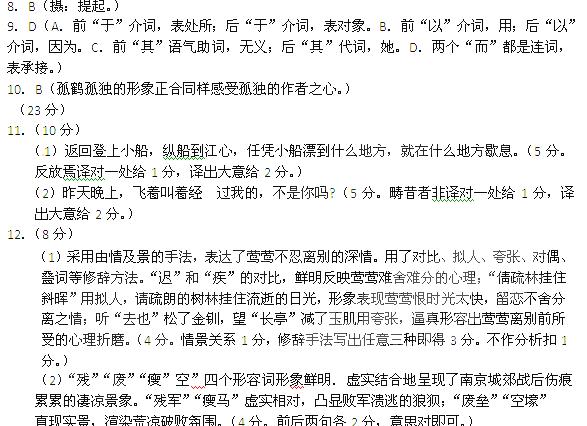 8. B（摄：提起。）
9. D（A. 前“于”介词，表处所；后“于”介词，表对象。B. 前“以”介词，用；后“以”
介词，因为。C. 前“其”语气助词，无义；后“其”代词，她。D. 两个“而”都是连词，
表承接。）
10. B（孤鹤孤独的形象正合同样感受孤独的作者之心。）
（23分）
11.（10分）
（1）返回登上小船，纵船到江心，任凭小船漂到什么地方，就在什么地方歇息。（5分。
反放焉译对一处给1分，译出大意给2分。）
（2）昨天晚上，飞着叫着经 过我的，不是你吗?（5分。畴昔者非译对一处给1分，译
出大意给2分。）
12.（8分）
（1）采用由情及景的手法，表达了莺莺不忍离别的深情。用了对比、拟人、夸张、对偶、
叠词等修辞方法。“迟”和“疾”的对比，鲜明反映莺莺难舍难分的心理；“倩疏林挂住
斜晖”用拟人，请疏朗的树林挂住流逝的日光，形象表现莺莺恨时光太快，留恋不舍分
离之情；听“去也”松了金钏，望“长亭”减了玉肌用夸张，逼真形容出莺莺离别前所
受的心理折磨。（4分。情景关系1分，修辞手法写出任意三种即得3分。不作分析扣1
分。）
（2）“残”“废”“瘦”空”四个形容词形象鲜明．虚实结合地呈现了南京城郊战后伤痕
累累的凄凉景象。“残军”“瘦马”虚实相对，凸显败军溃逃的狼狈；“废垒”“空壕”
直现实景，渲染荒凉破败氛围。（4分。前后两句各2分，意思对即可。）